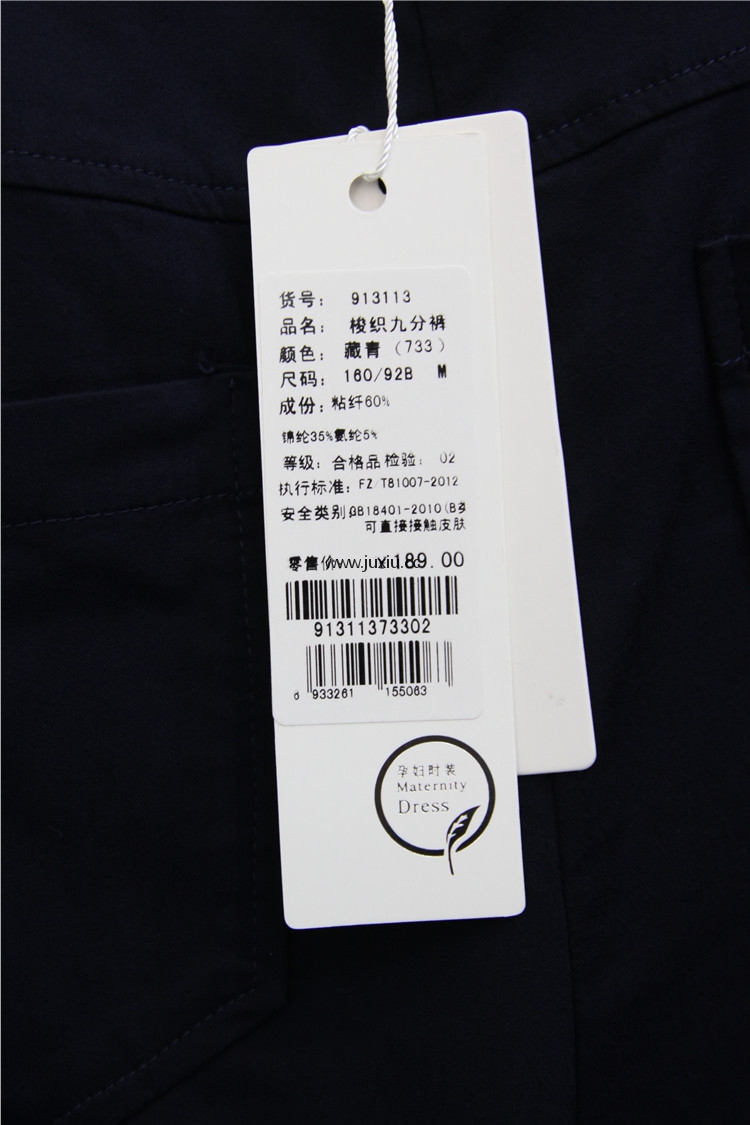 货号： 913113
品名： 梭织九分裤
颜色： 藏青（733）
尺码： 160/92B M
成份：粘纤60%
锦纶35%氨纶5%
等级：合格品检验： 02
执行标准：FZ/T81007-2012
安全类别：GB18401-2010(B类
可直接接触皮肤
零售价 189.00
www.juxiu.cc
91311373302
6 933261 155063
孕妇时装
Maternity
Dress